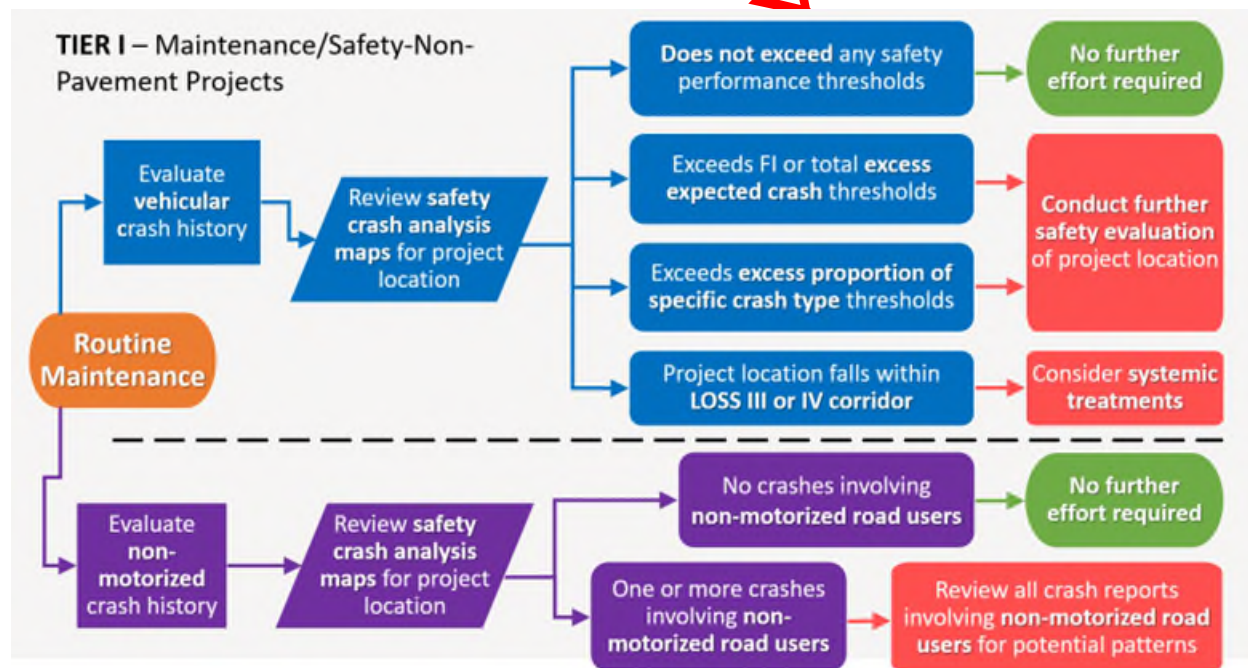 TIER I – Maintenance/Safety-Non-
Pavement Projects
Evaluate
vehicular
crash history
Review safety
crash analysis
maps for project
location
Does not exceed any safety
performance thresholds
No further
effort required
Exceeds FI or total excess
expected crash thresholds
Exceeds excess proportion of
specific crash type thresholds
Conduct further
safety evaluation
of project location
Project location falls within
LOSS III or IV corridor
Consider systemic
treatments
Routine
Maintenance
Evaluate
non-
motorized
crash history
Review safety
crash analysis
maps for project
location
No crashes involving
non-motorized road users
No further
effort required
One or more crashes
involving non-
motorized road users
Review all crash reports
involving non-motorized road
users for potential patterns